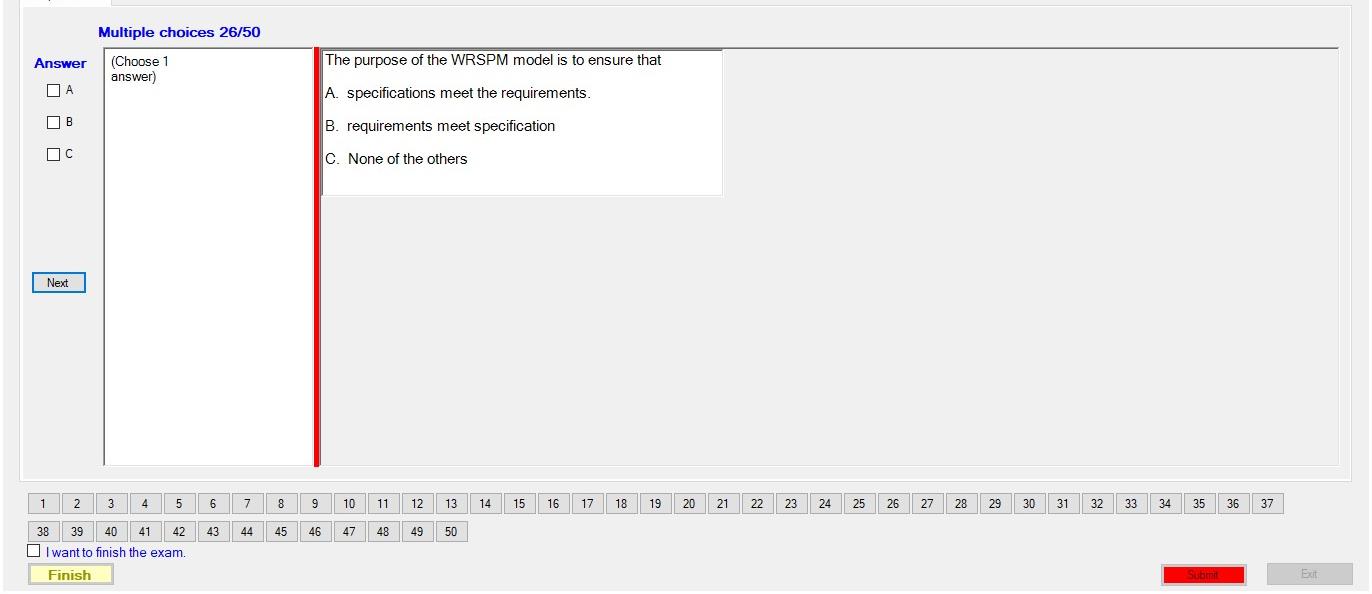 Multiple choices 26/50
Answer
(Choose 1
answer)
A
B
C
The purpose of the WRSPM model is to ensure that
A. specifications meet the requirements.
B. requirements meet specification
C. None of the others
Next
1 2 3 4 5 6 7 8 9 10 11 12 13 14 15 16 17 18 19 20 21 22 23 24 25 26 27 28 29 30 31 32 33 34 35 36 37
38 39 40 41 42 43 44 45 46 47 48 49 50
I want to finish the exam.
Finish
Submit
Exit